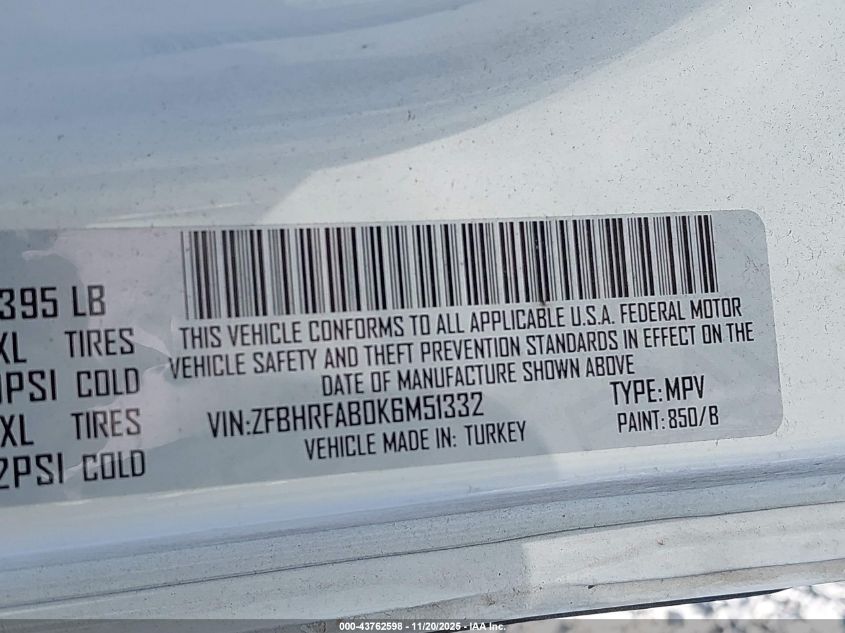 395 LB
XL TIRES
PSI COLD
XL TIRES
2PSI COLD
THIS VEHICLE CONFORMS TO ALL APPLICABLE U.S.A. FEDERAL MOTOR
VEHICLE SAFETY AND THEFT PREVENTION STANDARDS IN EFFECT ON THE
DATE OF MANUFACTURE SHOWN ABOVE
VIN:ZFBHRFAB0K6M51332
TYPE:MPV
VEHICLE MADE IN: TURKEY
PAINT: 850/B
000-43762598 - 11/20/2025 - IAA Inc.